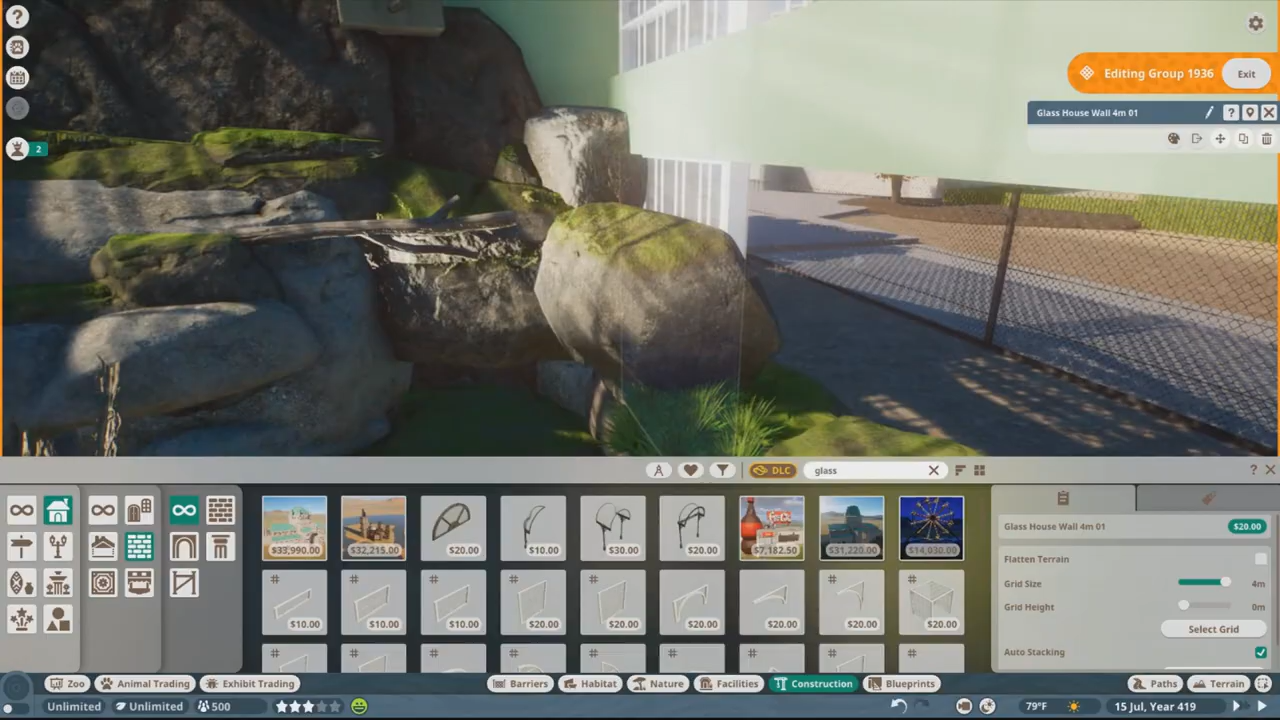 ?
Editing Group 1936
Exit
Glass House Wall 4m 01
?
2
DLC
glass
?
$33,990.00
$32,215.00
$20.00
$10.00
$30.00
$20.00
$7,182.50
$31,220.00
$14,030.00
Glass House Wall 4m 01
$20.00
Flatten Terrain
Grid Size
4m
Grid Height
0m
Select Grid
Auto Stacking
#
#
#
#
#
#
#
#
#
$10.00
$10.00
$10.00
$20.00
$20.00
$20.00
$20.00
$20.00
$20.00
#
#
#
#
#
#
#
#
#
Zoo
Animal Trading
Exhibit Trading
Barriers
Habitat
Nature
Facilities
Construction
Blueprints
Paths
Terrain
Unlimited
Unlimited
500
79°F
15 Jul, Year 419